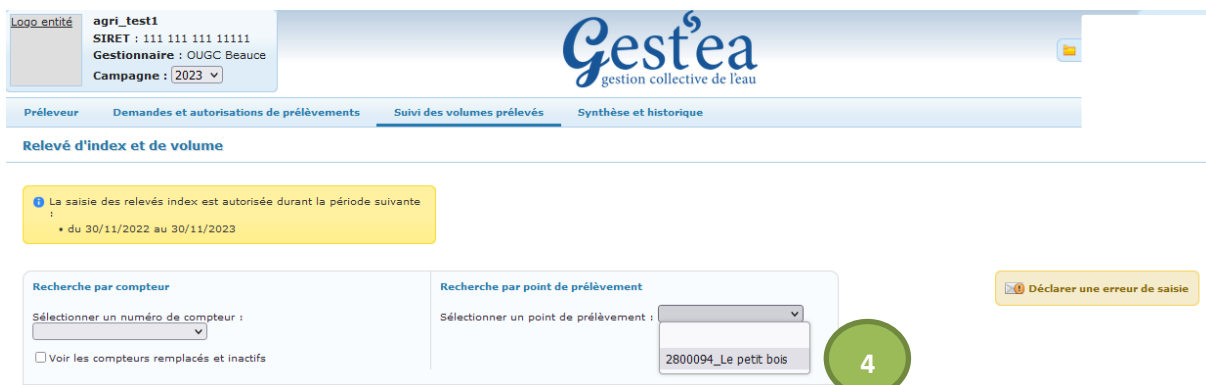 Logo entité
agri_test1
SIRET : 111 111 111 11111
Gestionnaire : OUGC Beauce
Campagne : 2023
Gest'ea
gestion collective de l'eau
Préleveur Demandes et autorisations de prélèvements Suivi des volumes prélevés Synthèse et historique
Relevé d'index et de volume
La saisie des relevés index est autorisée durant la période suivante
:
• du 30/11/2022 au 30/11/2023
Recherche par compteur
Sélectionner un numéro de compteur :
Voir les compteurs remplacés et inactifs
Recherche par point de prélèvement
Sélectionner un point de prélèvement :
2800094_Le petit bois
4
Déclarer une erreur de saisie